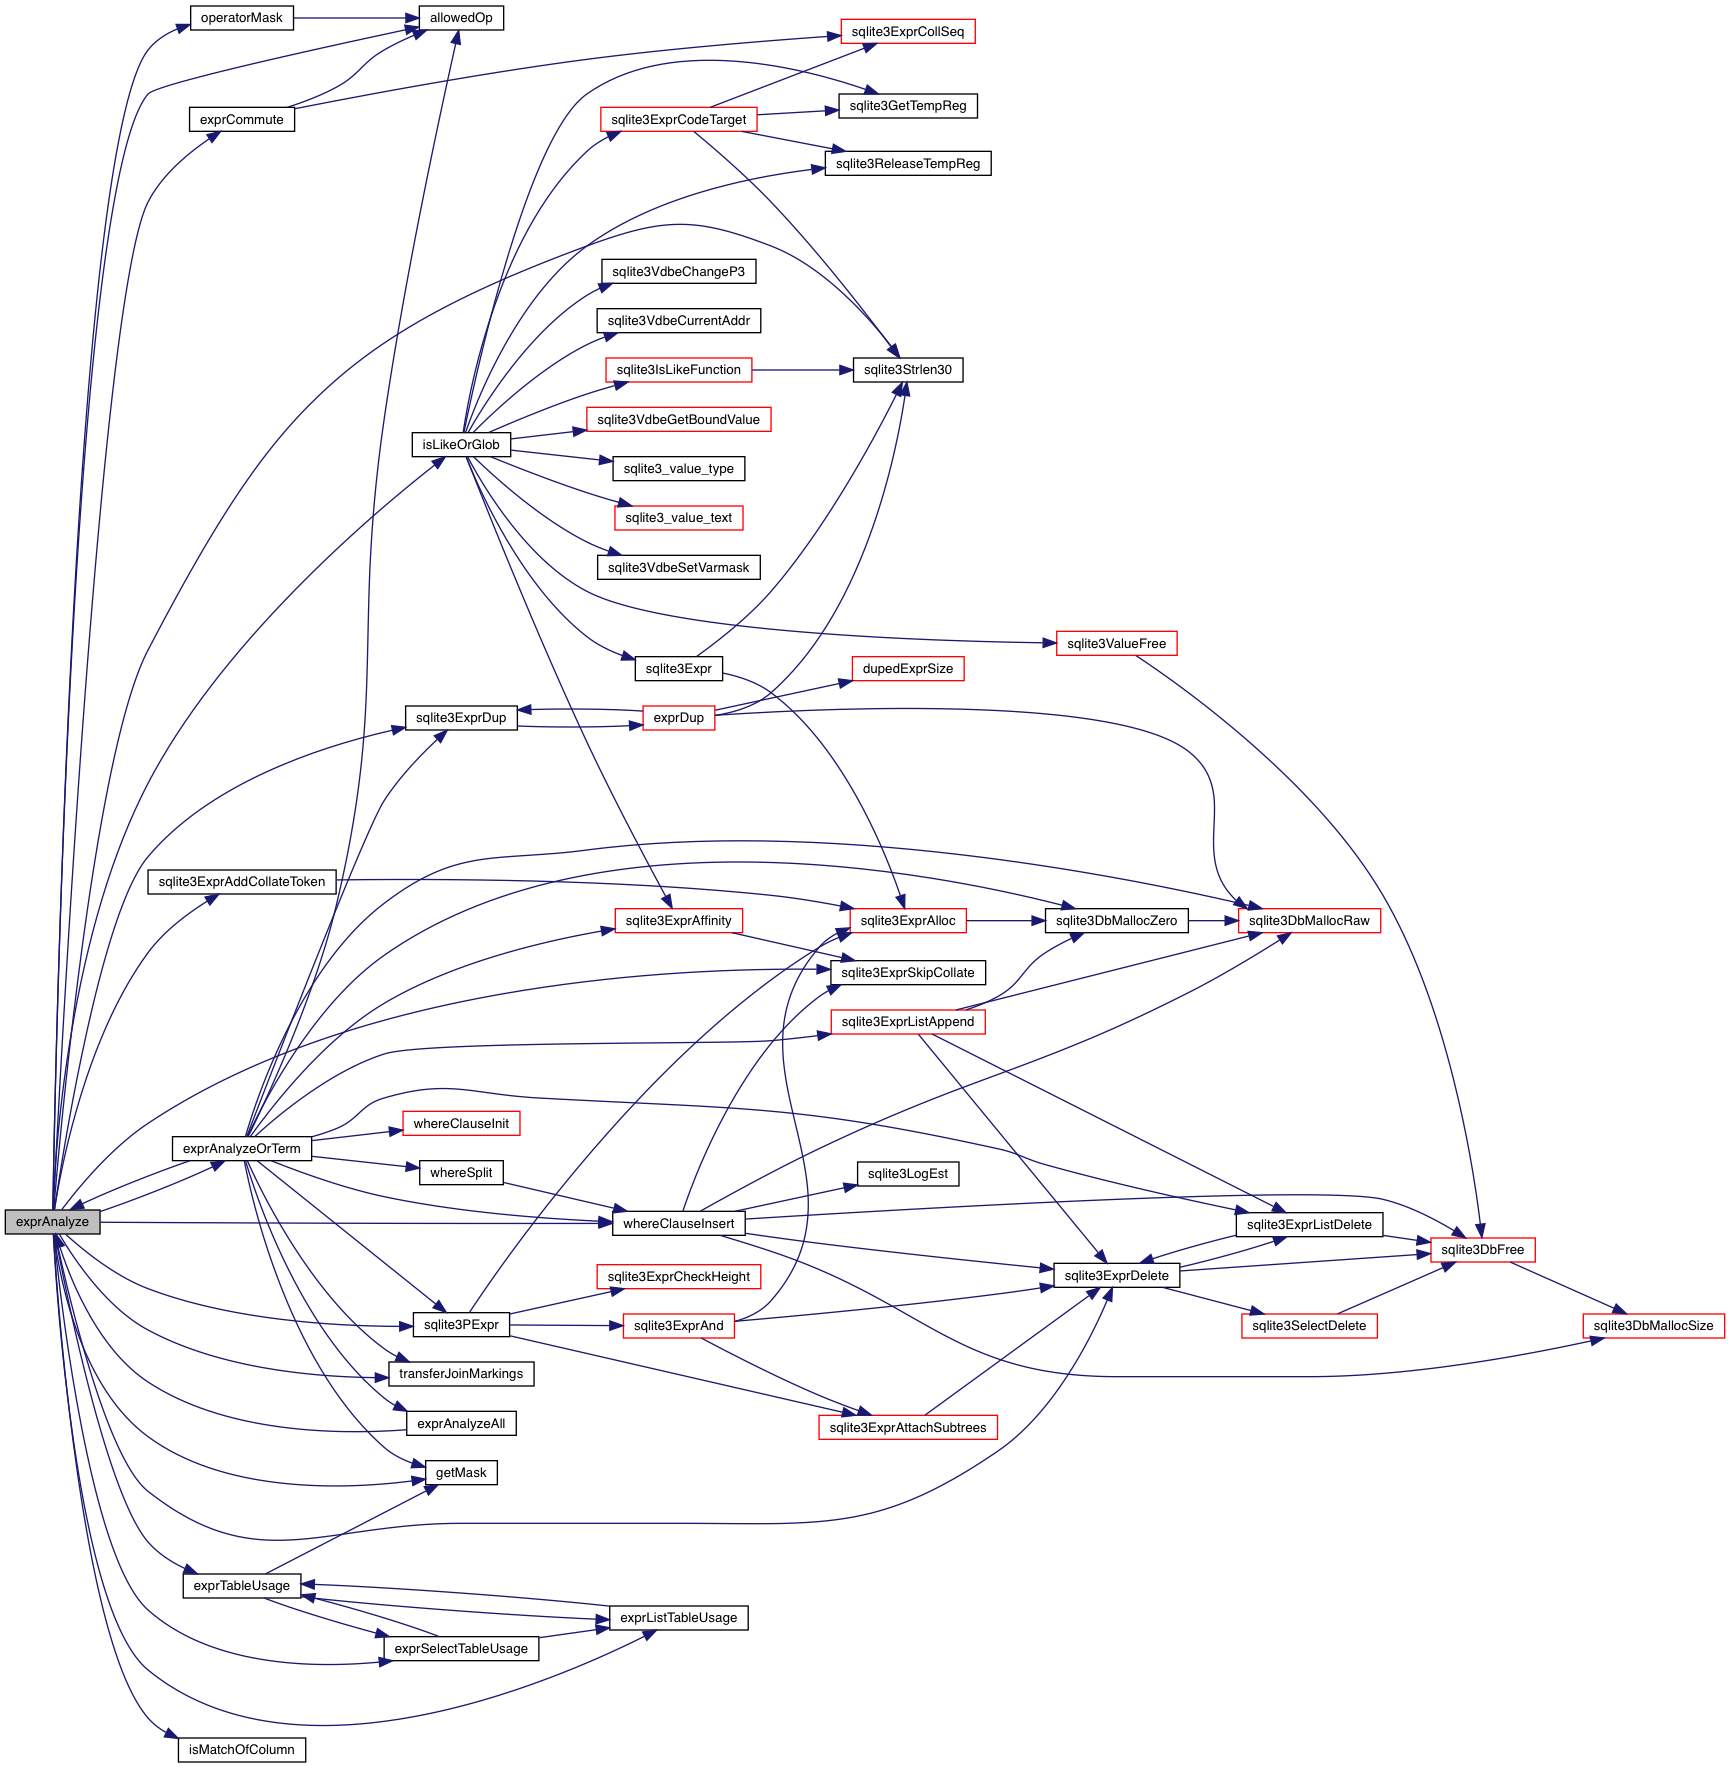 operatorMask
allowedOp
sqlite3ExprCollSeq
exprCommute
sqlite3ExprCodeTarget
sqlite3GetTempReg
sqlite3ReleaseTempReg
sqlite3VdbeChangeP3
sqlite3VdbeCurrentAddr
sqlite3IsLikeFunction
sqlite3Strlen30
sqlite3VdbeGetBoundValue
isLikeOrGlob
sqlite3_value_type
sqlite3_value_text
sqlite3VdbeSetVarmask
sqlite3ValueFree
sqlite3Expr
dupedExprSize
sqlite3ExprDup
exprDup
sqlite3ExprAddCollateToken
sqlite3ExprAffinity
sqlite3ExprAlloc
sqlite3DbMallocZero
sqlite3DbMallocRaw
sqlite3ExprSkipCollate
sqlite3ExprListAppend
whereClauseInit
exprAnalyzeOrTerm
whereSplit
sqlite3LogEst
exprAnalyze
whereClauseInsert
sqlite3ExprListDelete
sqlite3DbFree
sqlite3ExprCheckHeight
sqlite3ExprDelete
sqlite3PExpr
sqlite3ExprAnd
sqlite3SelectDelete
sqlite3DbMallocSize
transferJoinMarkings
exprAnalyzeAll
sqlite3ExprAttachSubtrees
getMask
exprTableUsage
exprListTableUsage
exprSelectTableUsage
isMatchOfColumn